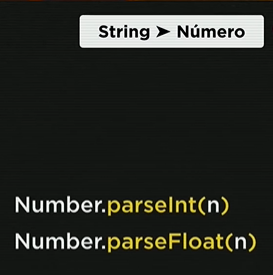 String ➤ Número
Number.parseInt(n)
Number.parseFloat(n)